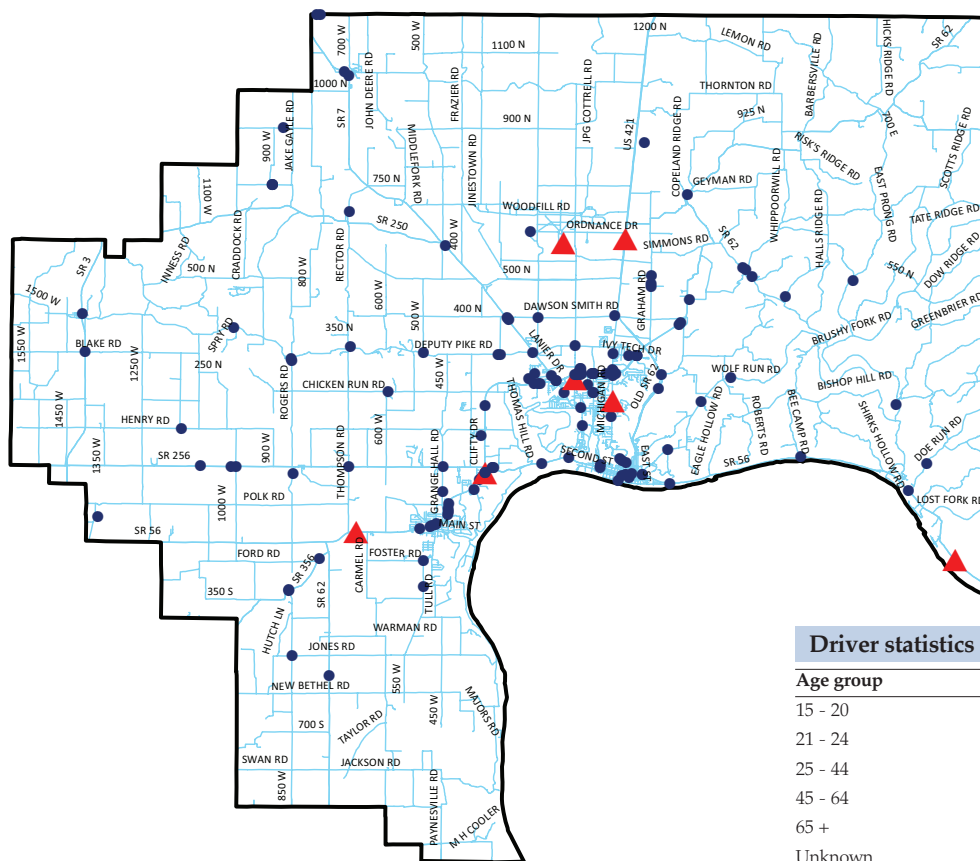 1200 N
LEMON RD
HICKS RIDGE RD
SR 62
700 W
500 W
1100 N
BARBERSVILLE RD
JOHN DEERE RD
FRAZIER RD
JPG COTTRELL RD
1000 N
THORNTON RD
SR 7
925 N
900 N
US 421
700 E
JAKE GAYLE RD
900 W
MIDDLEFORK RD
JINESTOWN RD
COPELAND RIDGE RD
RISK'S RIDGE RD
SCOTTS RIDGE RD
750 N
GEYMAN RD
EAST PRONG RD
1100 W
WHIPPOORWILL RD
HALLS RIDGE RD
WOODFILL RD
TATE RIDGE RD
CRADDOCK RD
SR 250
ORDNANCE DR
RECTOR RD
400 W
SIMMONS RD
SR 62
INNESS RD
SR 3
500 N
500 N
550 N
DOW RIDGE RD
800 W
600 W
1500 W
500 W
400 N
DAWSON SMITH RD
GRAHAM RD
GREENBRIER RD
SPRY RD
350 N
BRUSHY FORK RD
1550 W
BLAKE RD
DEPUTY PIKE RD
LANIER DR
IVY TECH DR
1250 W
250 N
450 W
WOLF RUN RD
ROGERS RD
CHICKEN RUN RD
BISHOP HILL RD
OLD SR 62
THOMAS HILL RD
MICHIGAN RD
1450 W
HENRY RD
600 W
CLIFTY DR
EAGLE HOLLOW RD
ROBERTS RD
BEE CAMP RD
SHIRKS HOLLOW RD
DOE RUN RD
1350 W
SR 256
900 W
THOMPSON RD
GRANGE HALL RD
SECOND ST
EAST ST
SR 56
1000 W
POLK RD
LOST FORK RD
SR 56
MAIN ST
FORD RD
CARMEL RD
FOSTER RD
SR 356
350 S
SR 62
TULL RD
HUTCH LN
WARMAN RD
JONES RD
NEW BETHEL RD
550 W
450 W
MAJORS RD
700 S
TAYLOR RD
SWAN RD
JACKSON RD
850 W
PAYNESVILLE RD
M H COOLER
Driver statistics
Age group
15 - 20
21 - 24
25 - 44
45 - 64
65 +
Unknown